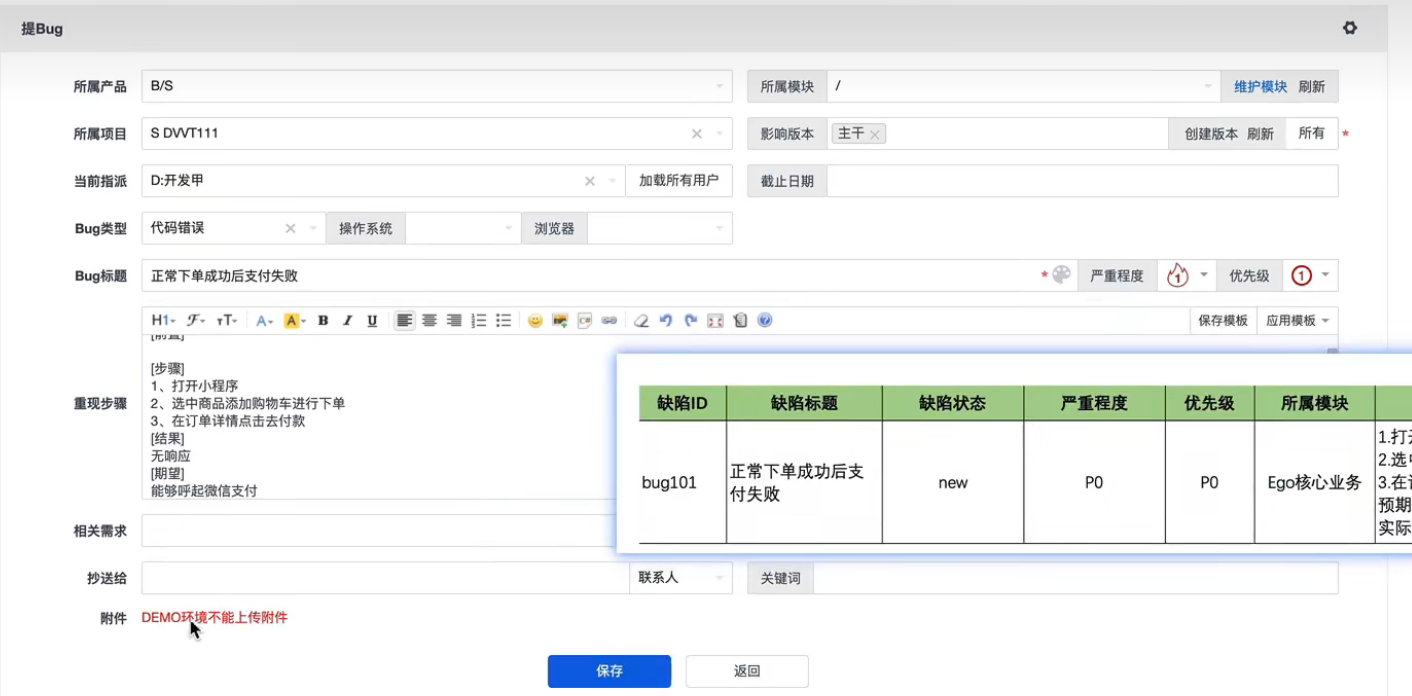 提Bug
所属产品 B/S 所属模块 / 维护模块 刷新
所属项目 S DVVT111 影响版本 主干 创建版本 刷新 所有 *
当前指派 D:开发甲 加载所有用户 截止日期
Bug类型 代码错误 操作系统 浏览器
Bug标题 正常下单成功后支付失败 * 严重程度 1 优先级 1
H1 F TT A A B I U 保存模板 应用模板
重现步骤
[前置]
[步骤]
1、打开小程序
2、选中商品添加购物车进行下单
3、在订单详情点击去付款
[结果]
无响应
[期望]
能够呼起微信支付
缺陷ID 缺陷标题 缺陷状态 严重程度 优先级 所属模块
bug101 正常下单成功后支 new P0 P0 Ego核心业务
付失败
1.打
2.选
3.在
预期
实际
相关需求
抄送给 联系人 关键词
附件 DEMO环境不能上传附件
保存 返回